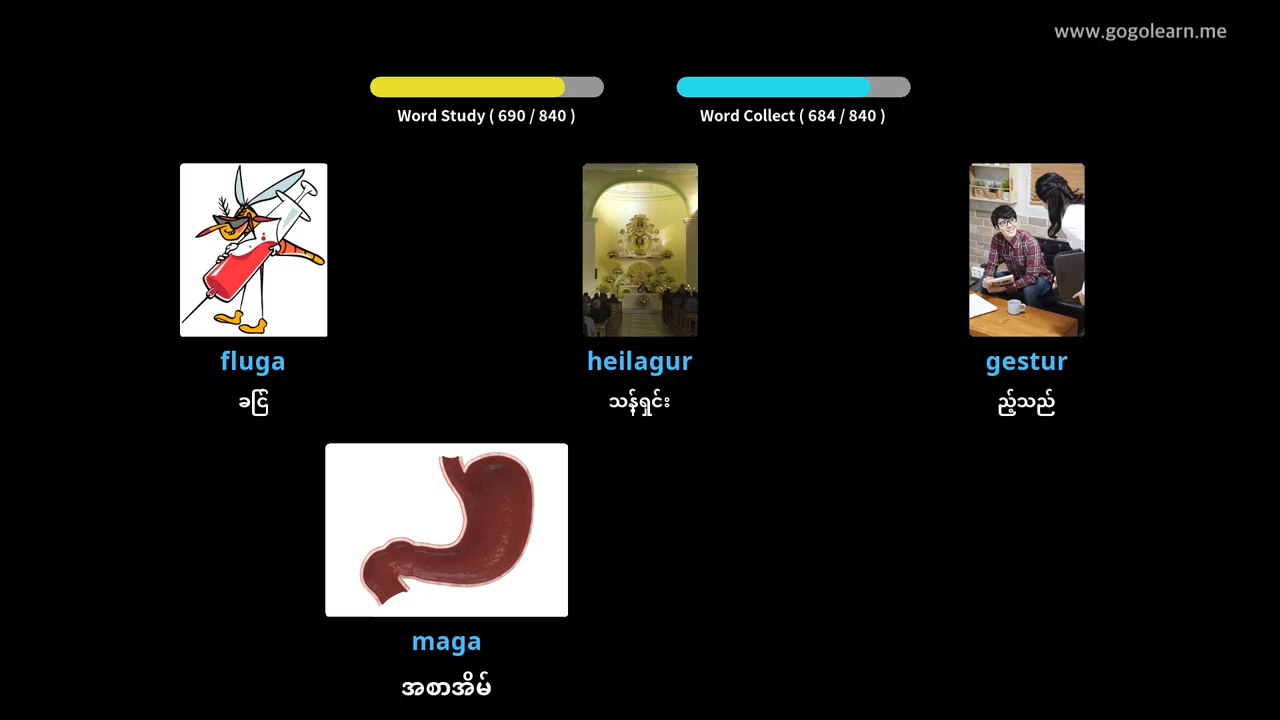 www.gogolearn.me
Word Study ( 690 / 840 )
Word Collect ( 684 / 840 )
fluga
heilagur
gestur
ခြင်
သန့်ရှင်း
ည့်သည်
maga
အစာအိမ်